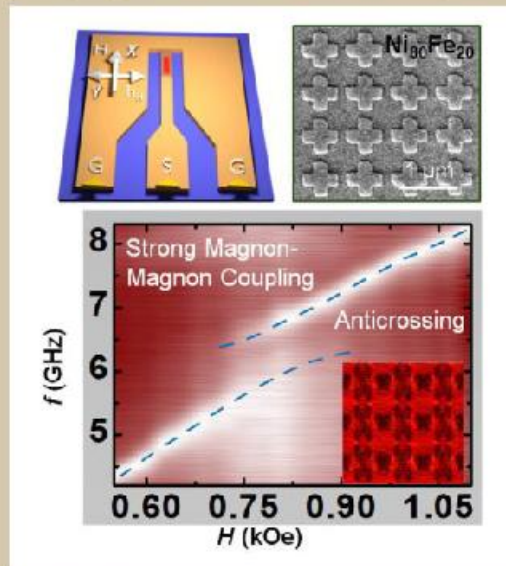 H X
Y h
G S G
Ni80Fe20
1 μm
Strong Magnon-
Magnon Coupling
Anticrossing
f (GHz)
8
7
6
5
0.60 0.75 0.90 1.05
H (kOe)